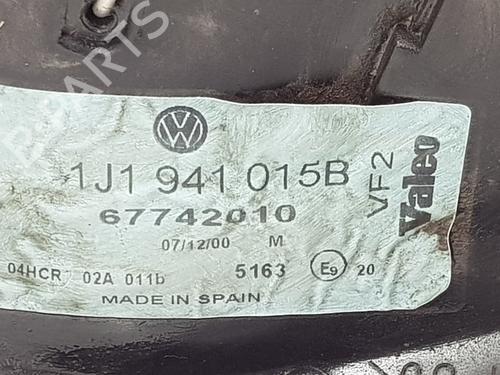 1J1 941 015B
67742010
07/12/00 M
04HCR 02A 011b 5163 E9 20
MADE IN SPAIN
VF2
Valeo